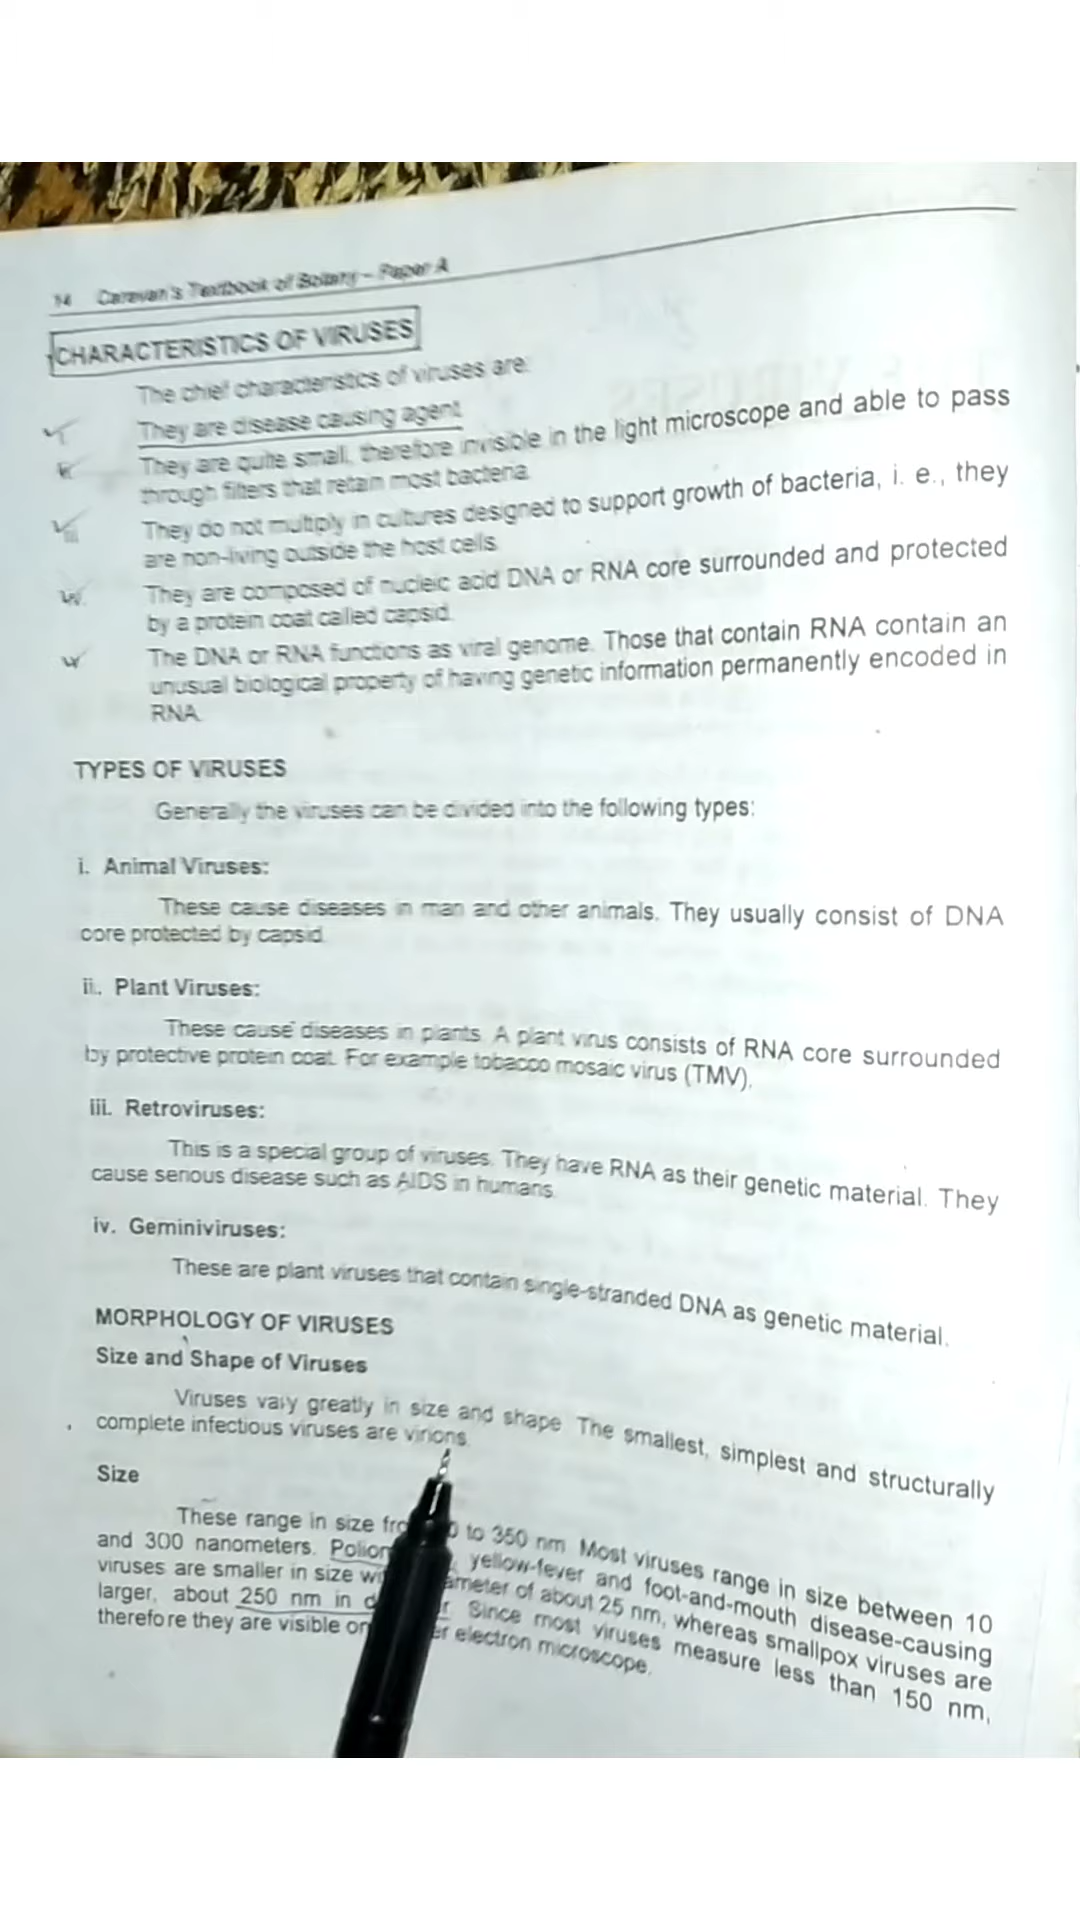 14 Caravan's Textbook of Botany – Paper A
CHARACTERISTICS OF VIRUSES
The chief characteristics of viruses are:
i. They are disease causing agent
ii. They are quite small, therefore invisible in the light microscope and able to pass
through filters that retain most bacteria.
iii. They do not multiply in cultures designed to support growth of bacteria, i. e., they
are non-living outside the host cells.
iv. They are composed of nucleic acid DNA or RNA core surrounded and protected
by a protein coat called capsid.
v. The DNA or RNA functions as viral genome. Those that contain RNA contain an
unusual biological property of having genetic information permanently encoded in
RNA.
TYPES OF VIRUSES
Generally the viruses can be divided into the following types:
i. Animal Viruses:
These cause diseases in man and other animals. They usually consist of DNA
core protected by capsid.
ii. Plant Viruses:
These cause diseases in plants. A plant virus consists of RNA core surrounded
by protective protein coat. For example tobacco mosaic virus (TMV).
iii. Retroviruses:
This is a special group of viruses. They have RNA as their genetic material. They
cause serious disease such as AIDS in humans.
iv. Geminiviruses:
These are plant viruses that contain single-stranded DNA as genetic material.
MORPHOLOGY OF VIRUSES
Size and Shape of Viruses
Viruses vary greatly in size and shape. The smallest, simplest and structurally
complete infectious viruses are virions.
Size
These range in size to 350 nm. Most viruses range in size between 10
and 300 nanometers. yellow-fever and foot-and-mouth disease-causing
viruses are smaller in size of about 25 nm, whereas smallpox viruses are
larger, about 250 nm in Since most viruses measure less than 150 nm,
therefore they are visible electron microscope.